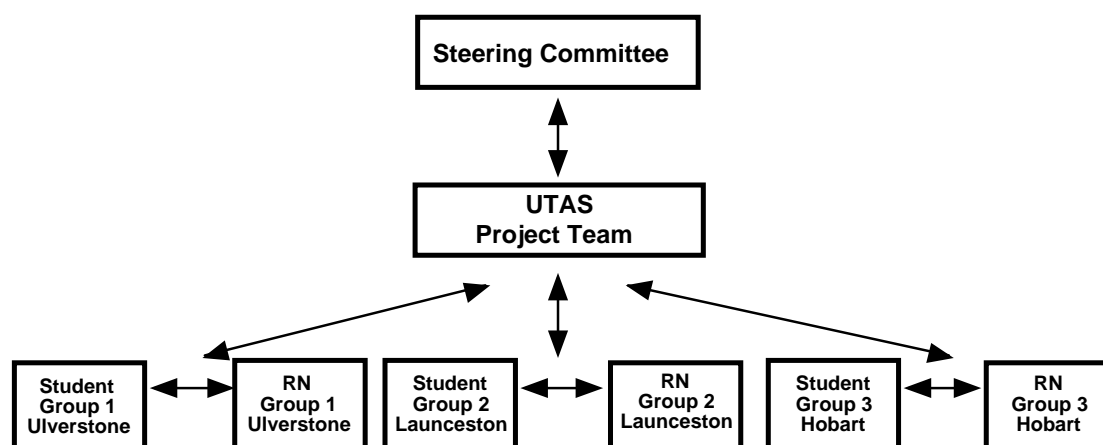 Steering Committee
UTAS
Project Team
Student
Group 1
Ulverstone
RN
Group 1
Ulverstone
Student
Group 2
Launceston
RN
Group 2
Launceston
Student
Group 3
Hobart
RN
Group 3
Hobart